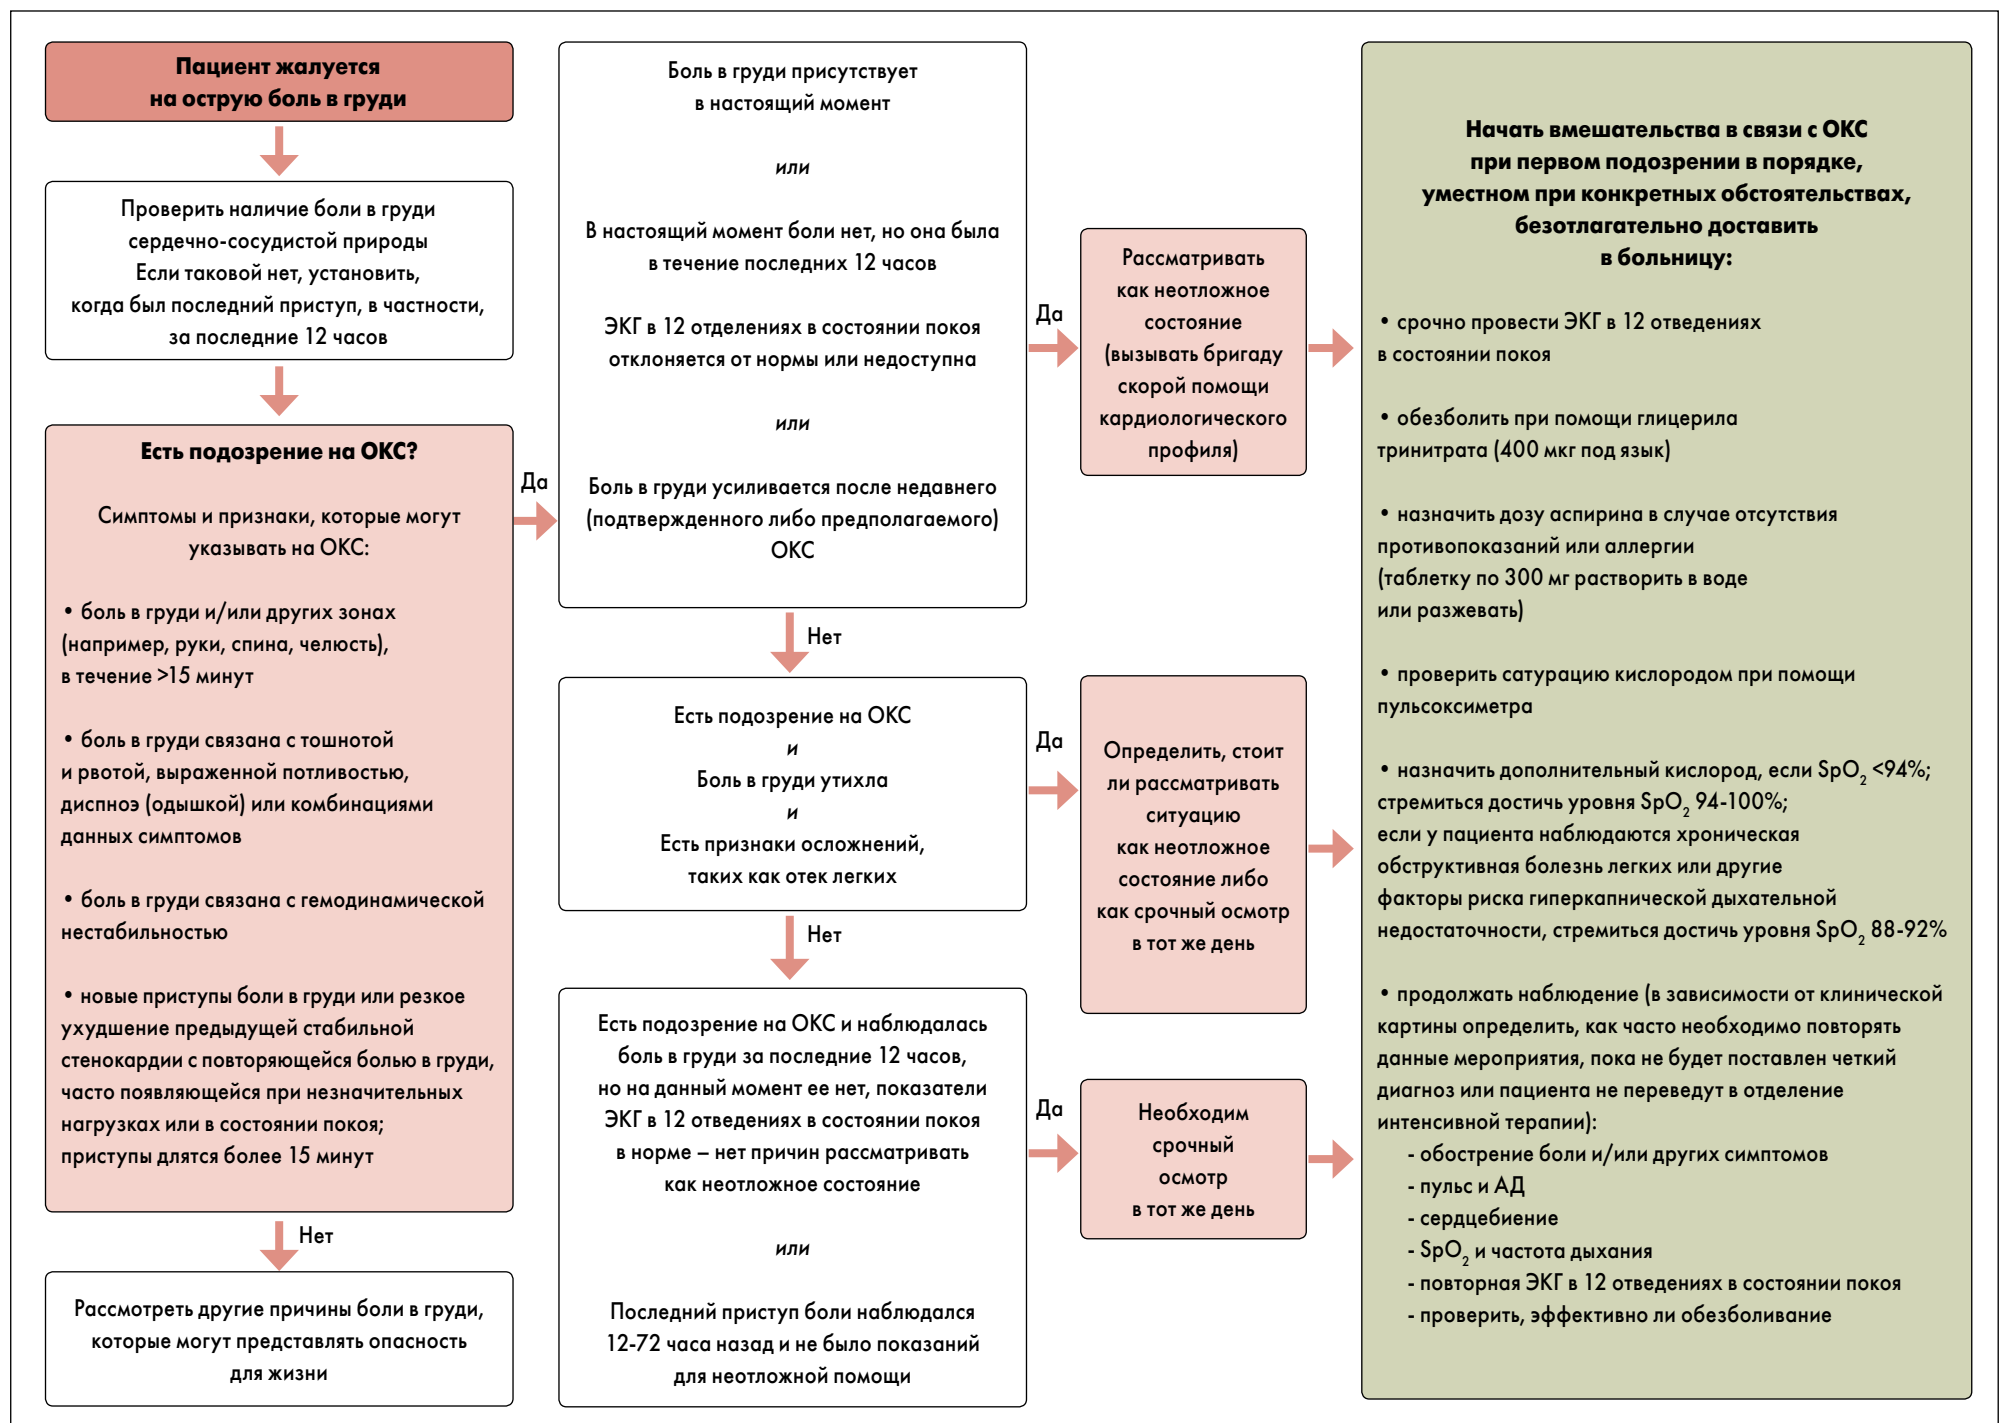 Пациент жалуется
на острую боль в груди
Проверить наличие боли в груди
сердечно-сосудистой природы
Если таковой нет, установить,
когда был последний приступ, в частности,
за последние 12 часов
Есть подозрение на ОКС?
Симптомы и признаки, которые могут
указывать на ОКС:
• боль в груди и/или других зонах
(например, руки, спина, челюсть),
в течение >15 минут
• боль в груди связана с тошнотой
и рвотой, выраженной потливостью,
диспноэ (одышкой) или комбинациями
данных симптомов
• боль в груди связана с гемодинамической
нестабильностью
• новые приступы боли в груди или резкое
ухудшение предыдущей стабильной
стенокардии с повторяющейся болью в груди,
часто появляющейся при незначительных
нагрузках или в состоянии покоя;
приступы длятся более 15 минут
Нет
Рассмотреть другие причины боли в груди,
которые могут представлять опасность
для жизни
Да
Боль в груди присутствует
в настоящий момент
или
В настоящий момент боли нет, но она была
в течение последних 12 часов
ЭКГ в 12 отделениях в состоянии покоя
отклоняется от нормы или недоступна
или
Боль в груди усиливается после недавнего
(подтвержденного либо предполагаемого)
ОКС
Нет
Есть подозрение на ОКС
и
Боль в груди утихла
и
Есть признаки осложнений,
таких как отек легких
Нет
Есть подозрение на ОКС и наблюдалась
боль в груди за последние 12 часов,
но на данный момент ее нет, показатели
ЭКГ в 12 отведениях в состоянии покоя
в норме – нет причин рассматривать
как неотложное состояние
или
Последний приступ боли наблюдался
12-72 часа назад и не было показаний
для неотложной помощи
Да
Рассматривать
как неотложное
состояние
(вызывать бригаду
скорой помощи
кардиологического
профиля)
Да
Определить, стоит
ли рассматривать
ситуацию
как неотложное
состояние либо
как срочный осмотр
в тот же день
Да
Необходим
срочный
осмотр
в тот же день
Начать вмешательства в связи с ОКС
при первом подозрении в порядке,
уместном при конкретных обстоятельствах,
безотлагательно доставить
в больницу:
• срочно провести ЭКГ в 12 отведениях
в состоянии покоя
• обезболить при помощи глицерила
тринитрата (400 мкг под язык)
• назначить дозу аспирина в случае отсутствия
противопоказаний или аллергии
(таблетку по 300 мг растворить в воде
или разжевать)
• проверить сатурацию кислородом при помощи
пульсоксиметра
• назначить дополнительный кислород, если SpO₂ <94%;
стремиться достичь уровня SpO₂ 94-100%;
если у пациента наблюдаются хроническая
обструктивная болезнь легких или другие
факторы риска гиперкапнической дыхательной
недостаточности, стремиться достичь уровня SpO₂ 88-92%
• продолжать наблюдение (в зависимости от клинической
картины определить, как часто необходимо повторять
данные мероприятия, пока не будет поставлен четкий
диагноз или пациента не переведут в отделение
интенсивной терапии):
- обострение боли и/или других симптомов
- пульс и АД
- сердцебиение
- SpO₂ и частота дыхания
- повторная ЭКГ в 12 отведениях в состоянии покоя
- проверить, эффективно ли обезболивание